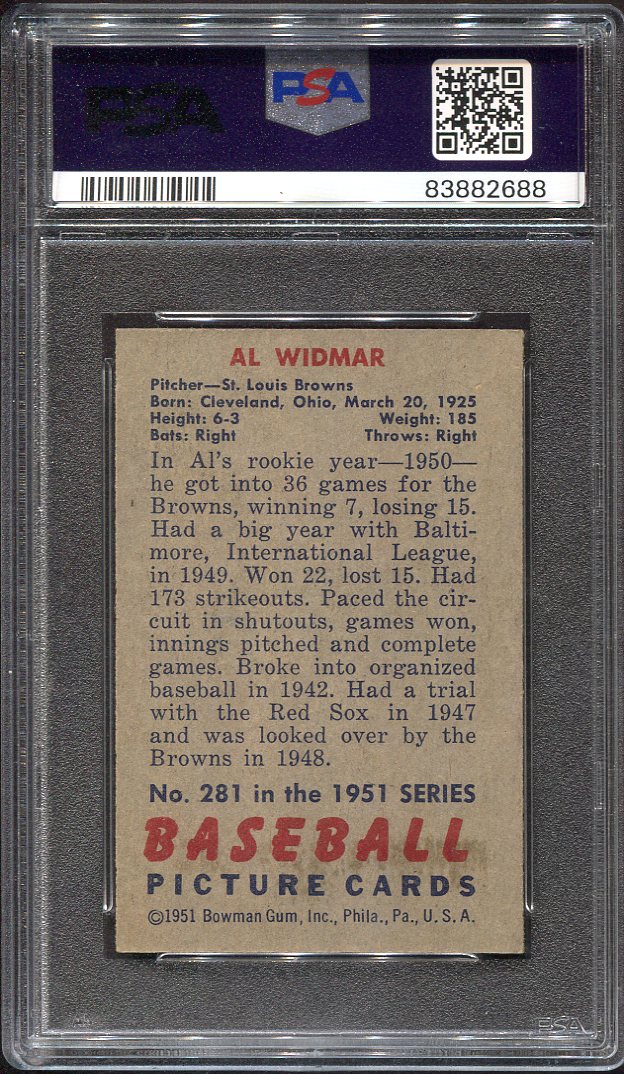 PSA
PSA
83882688
AL WIDMAR
Pitcher—St. Louis Browns
Born: Cleveland, Ohio, March 20, 1925
Height: 6-3 Weight: 185
Bats: Right Throws: Right
In Al's rookie year—1950—
he got into 36 games for the
Browns, winning 7, losing 15.
Had a big year with Balti-
more, International League,
in 1949. Won 22, lost 15. Had
173 strikeouts. Paced the cir-
cuit in shutouts, games won,
innings pitched and complete
games. Broke into organized
baseball in 1942. Had a trial
with the Red Sox in 1947
and was looked over by the
Browns in 1948.
No. 281 in the 1951 SERIES
BASEBALL
PICTURE CARDS
©1951 Bowman Gum, Inc., Phila., Pa., U. S. A.
PSA